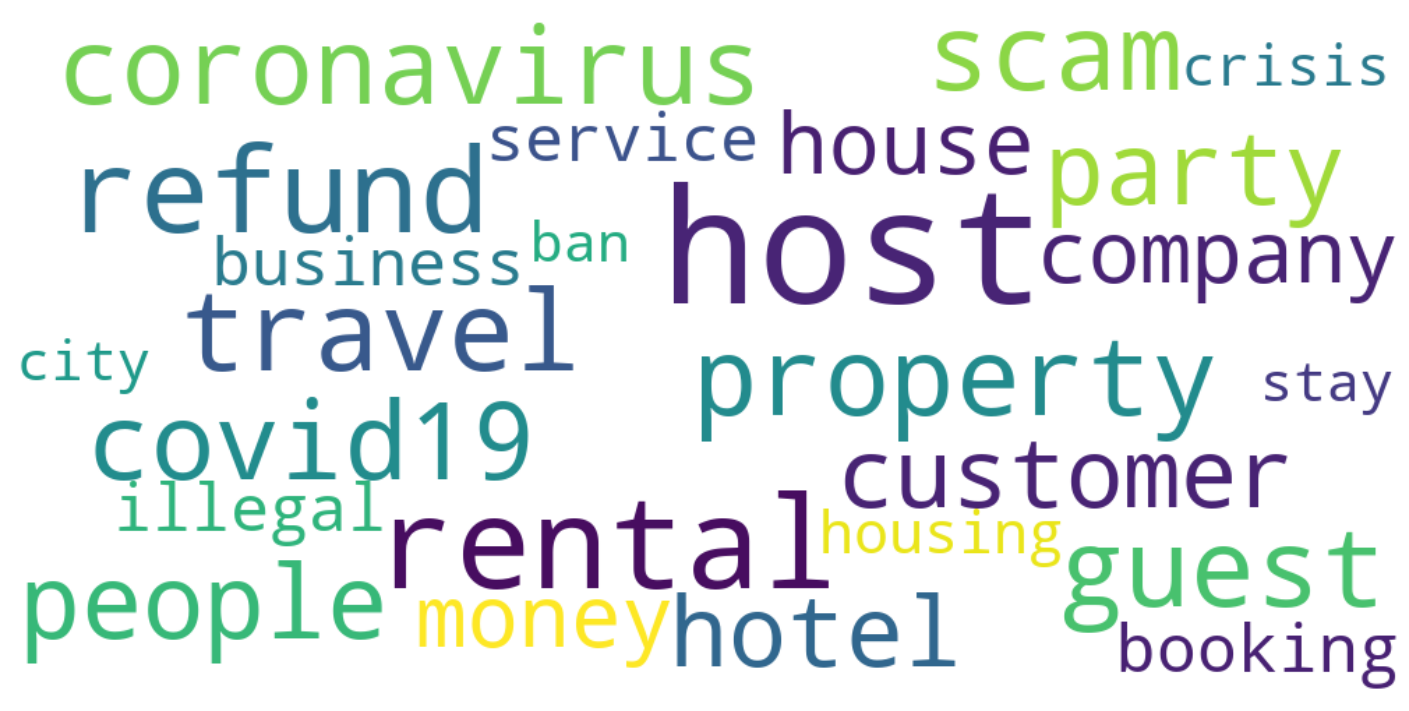 coronavirus
scam
crisis
service
house
party
refund
host
company
business
ban
travel
city
property
stay
covid19
customer
illegal
rental
housing
guest
people
money
hotel
booking